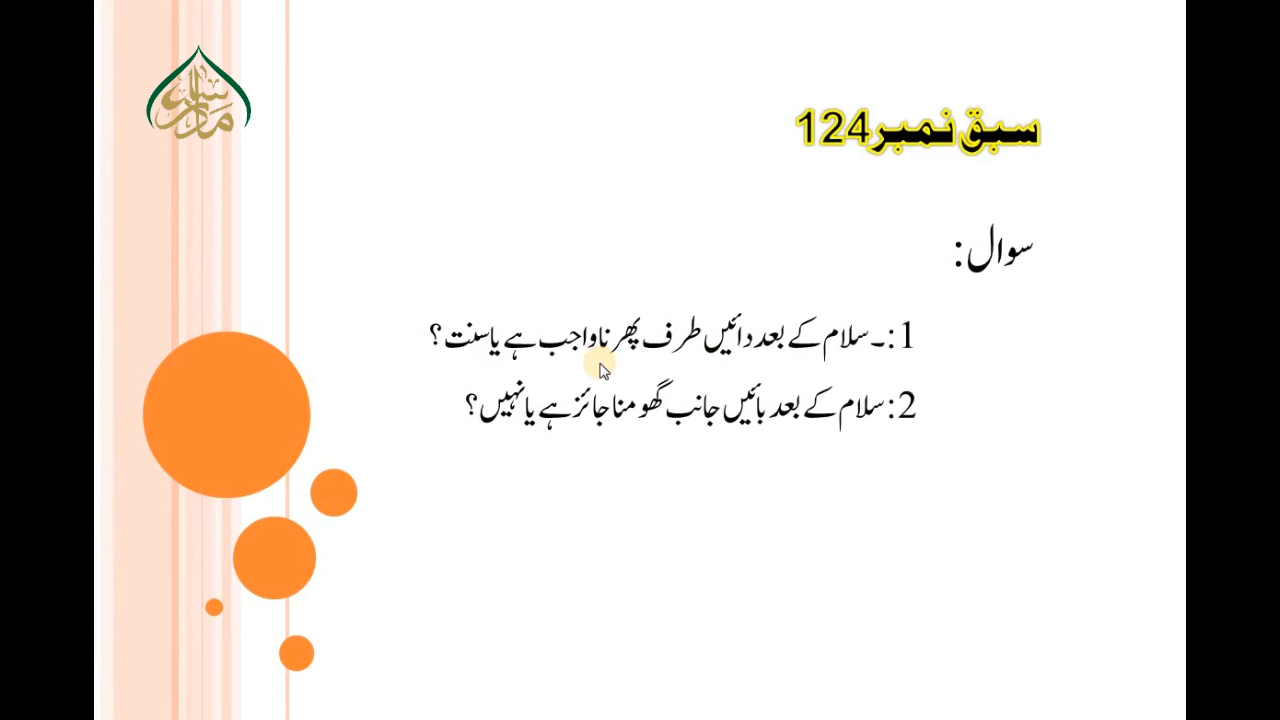 سبق نمبر124
سوال:
1:۔ سلام کے بعد دائیں طرف پھرنا واجب ہے یا سنت؟
2: سلام کے بعد بائیں جانب گھومنا جائز ہے یا نہیں؟